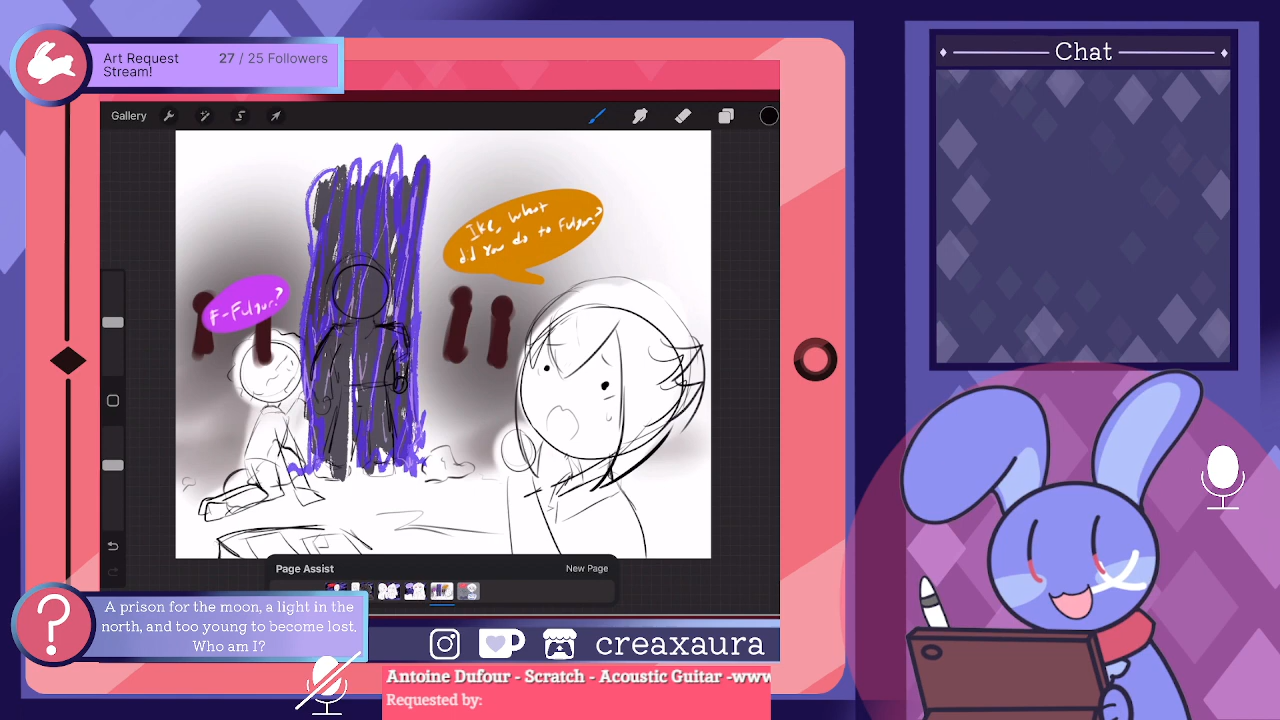 Art Request
Stream!
27 / 25 Followers
Chat
Gallery
Ike, what
did you do to Fulgur?
F-Fulgur?
Page Assist
New Page
A prison for the moon, a light in the
north, and too young to become lost.
Who am I?
creaxaura
Antoine Dufour - Scratch - Acoustic Guitar -www
Requested by: